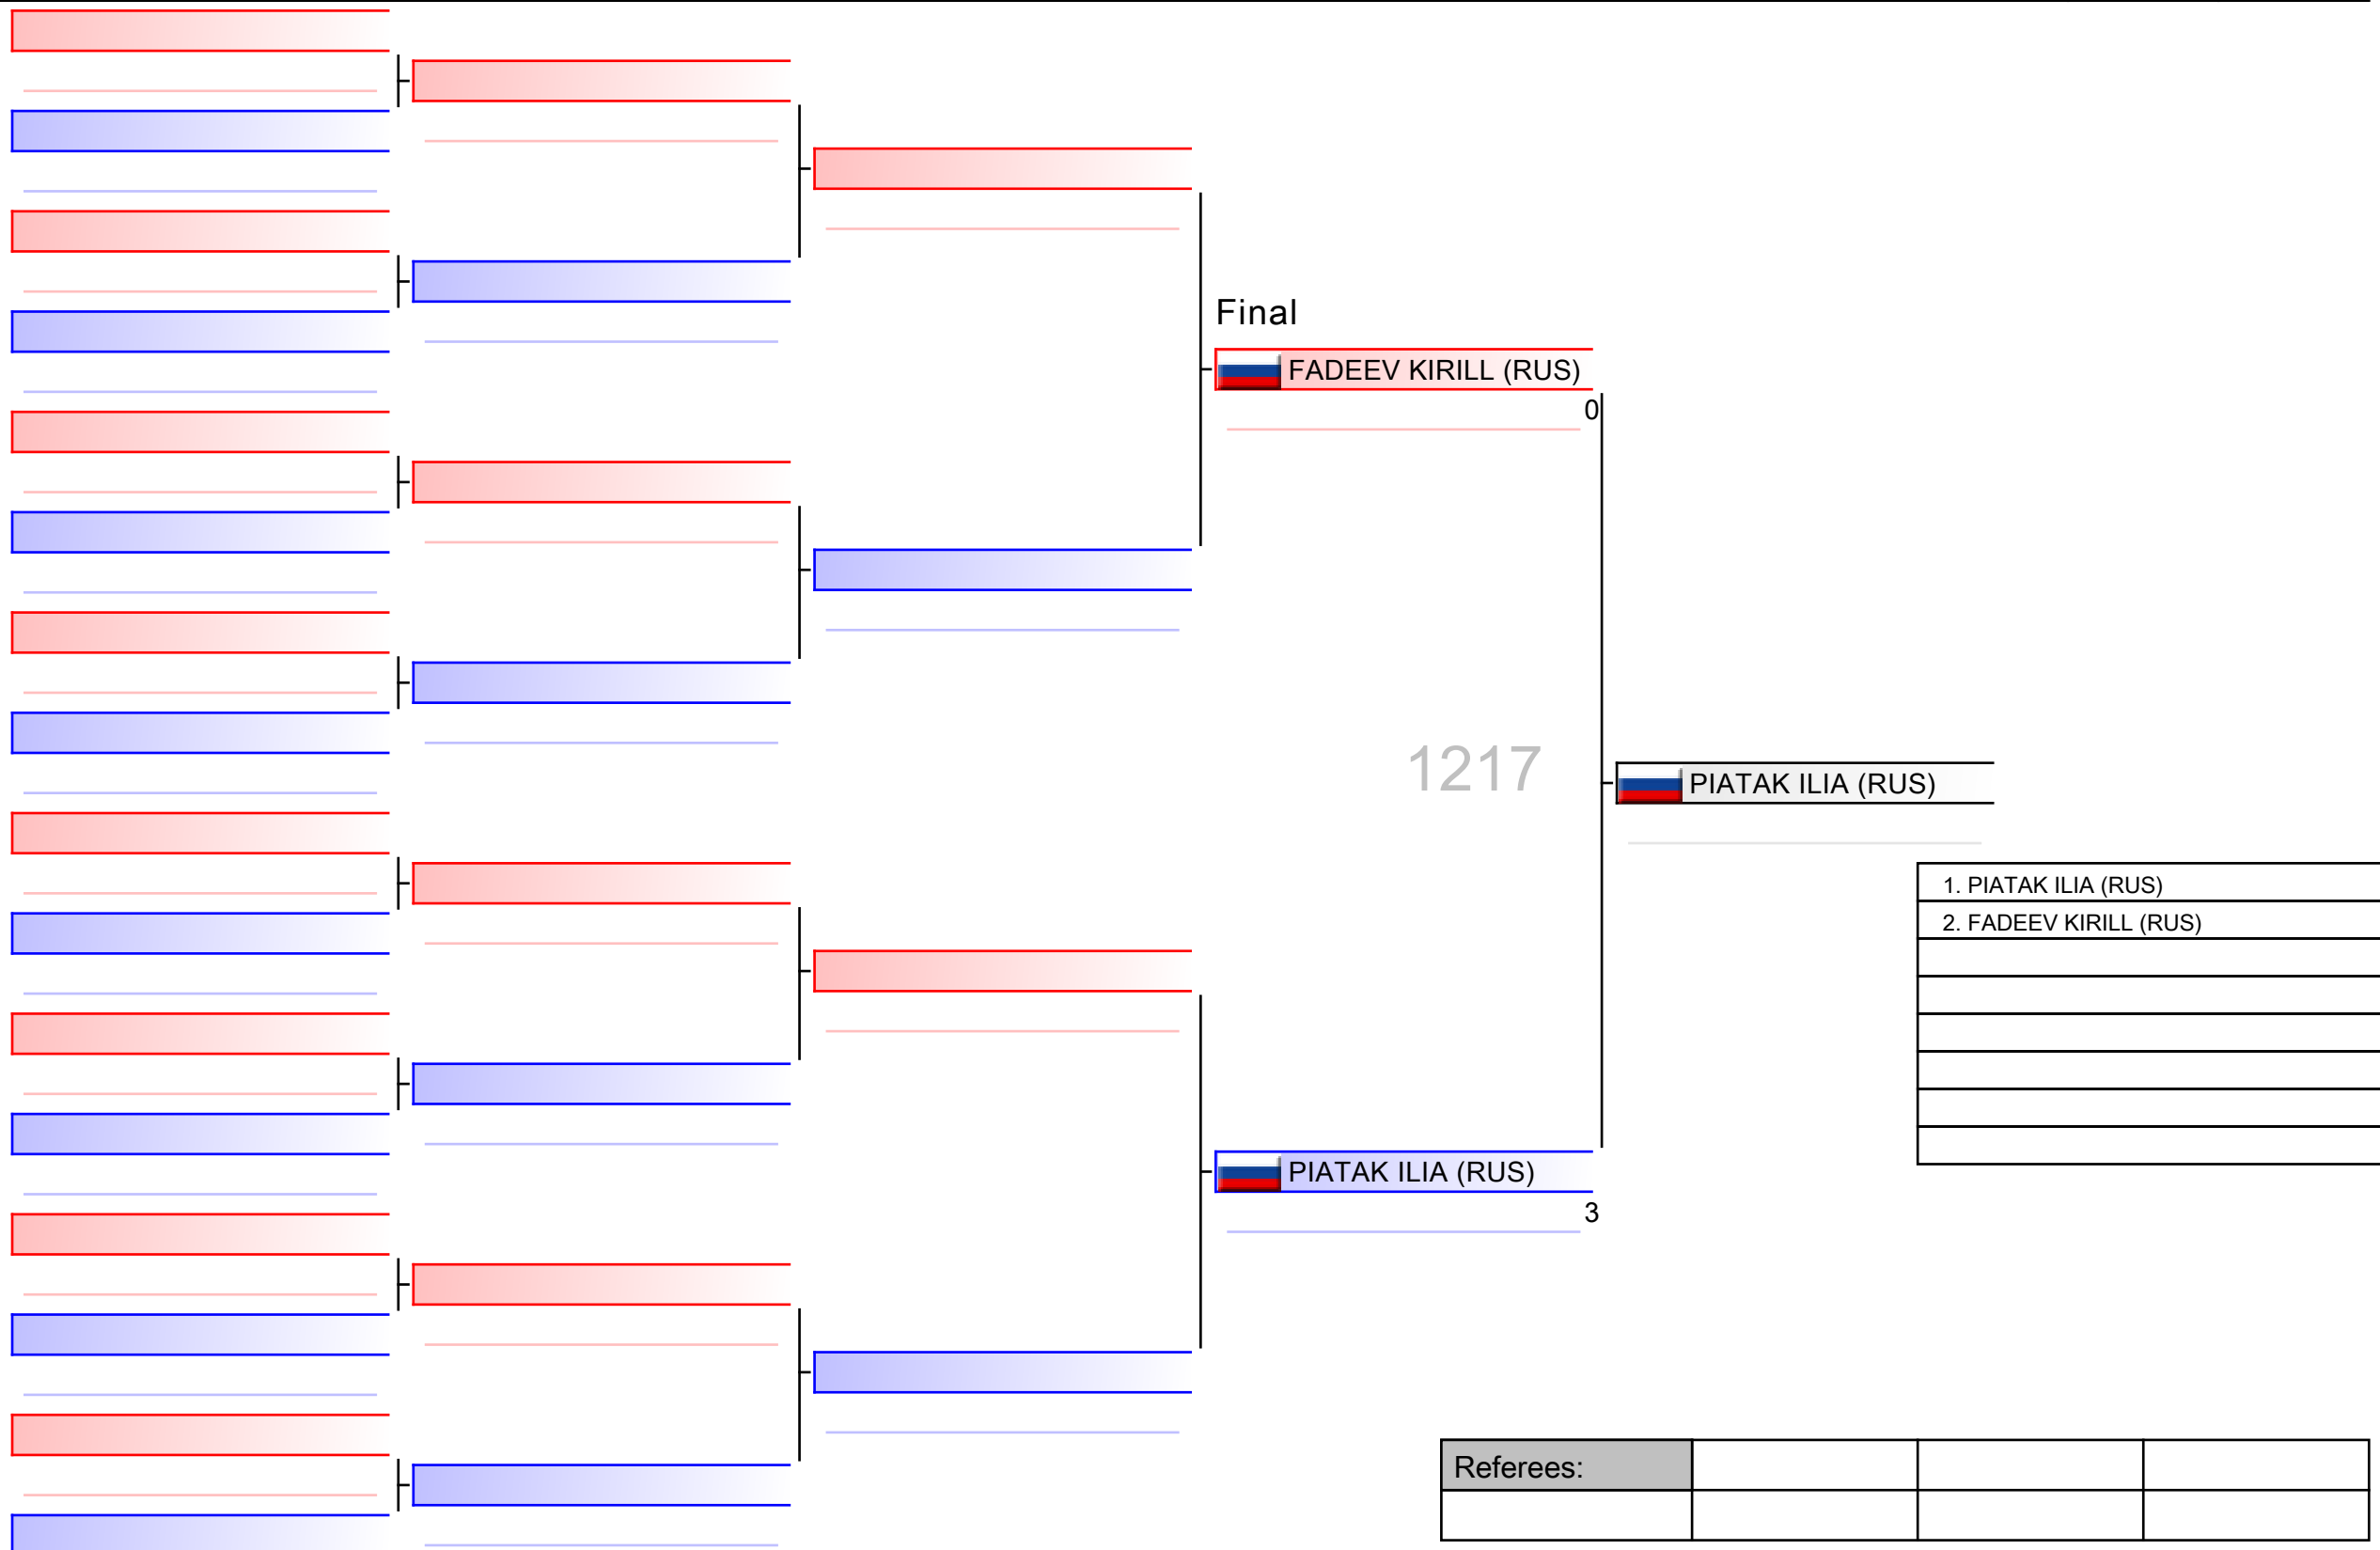 Final
FADEEV KIRILL (RUS)
0
1217
PIATAK ILIA (RUS)
1. PIATAK ILIA (RUS)
2. FADEEV KIRILL (RUS)
PIATAK ILIA (RUS)
3
Referees: